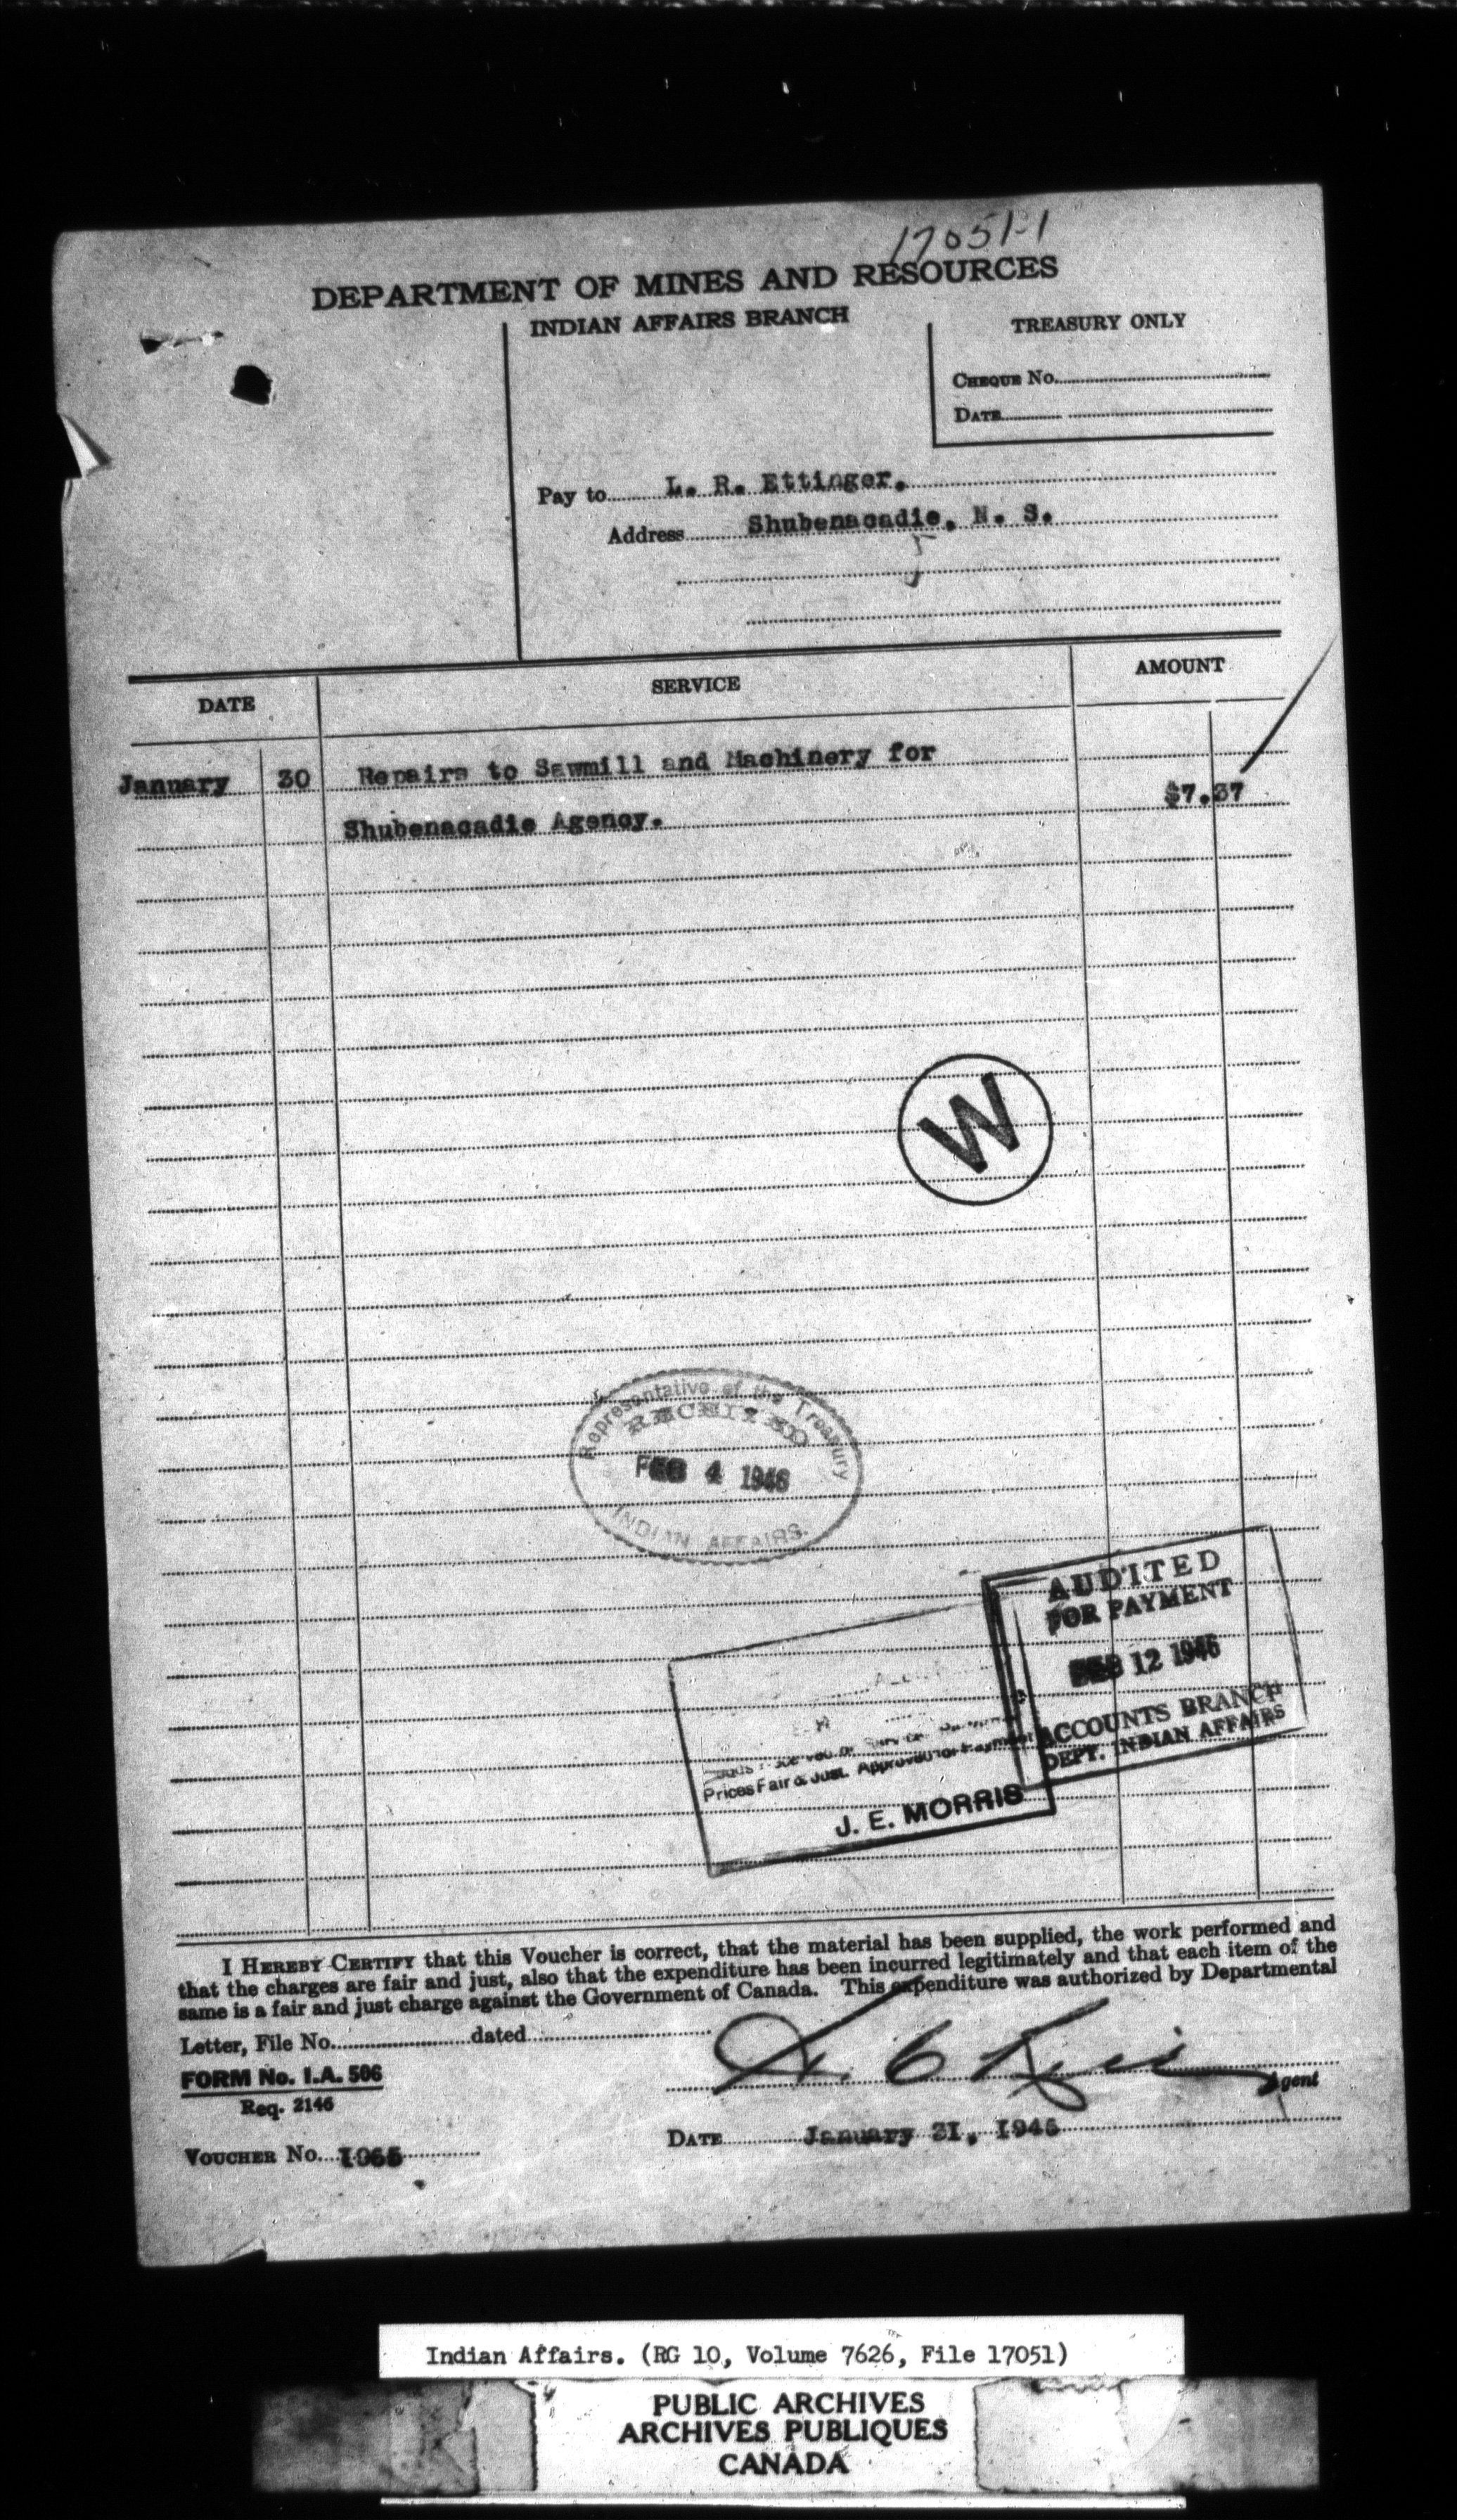 17051-1
DEPARTMENT OF MINES AND RESOURCES
INDIAN AFFAIRS BRANCH
TREASURY ONLY
CHEQUE No.
DATE
Pay to L. R. Ettinger.
Address Shubenacadie, N. S.
DATE SERVICE AMOUNT
January 30 Repairs to Sawmill and Machinery for
Shubenacadie Agency. $7.37
W
Representative of the Treasury
RECEIVED
FEB 4 1946
INDIAN AFFAIRS.
AUDITED
FOR PAYMENT
FEB 12 1946
ACCOUNTS BRANCH
DEPT. INDIAN AFFAIRS
Prices Fair & Just. Approved for Payment
J. E. MORRIS
I HEREBY CERTIFY that this Voucher is correct, that the material has been supplied, the work performed and
that the charges are fair and just, also that the expenditure has been incurred legitimately and that each item of the
same is a fair and just charge against the Government of Canada. This expenditure was authorized by Departmental
Letter, File No. dated
FORM No. I.A. 506
Req. 2146
Agent
DATE January 31, 1946
VOUCHER No. 1965
Indian Affairs. (RG 10, Volume 7626, File 17051)
PUBLIC ARCHIVES
ARCHIVES PUBLIQUES
CANADA